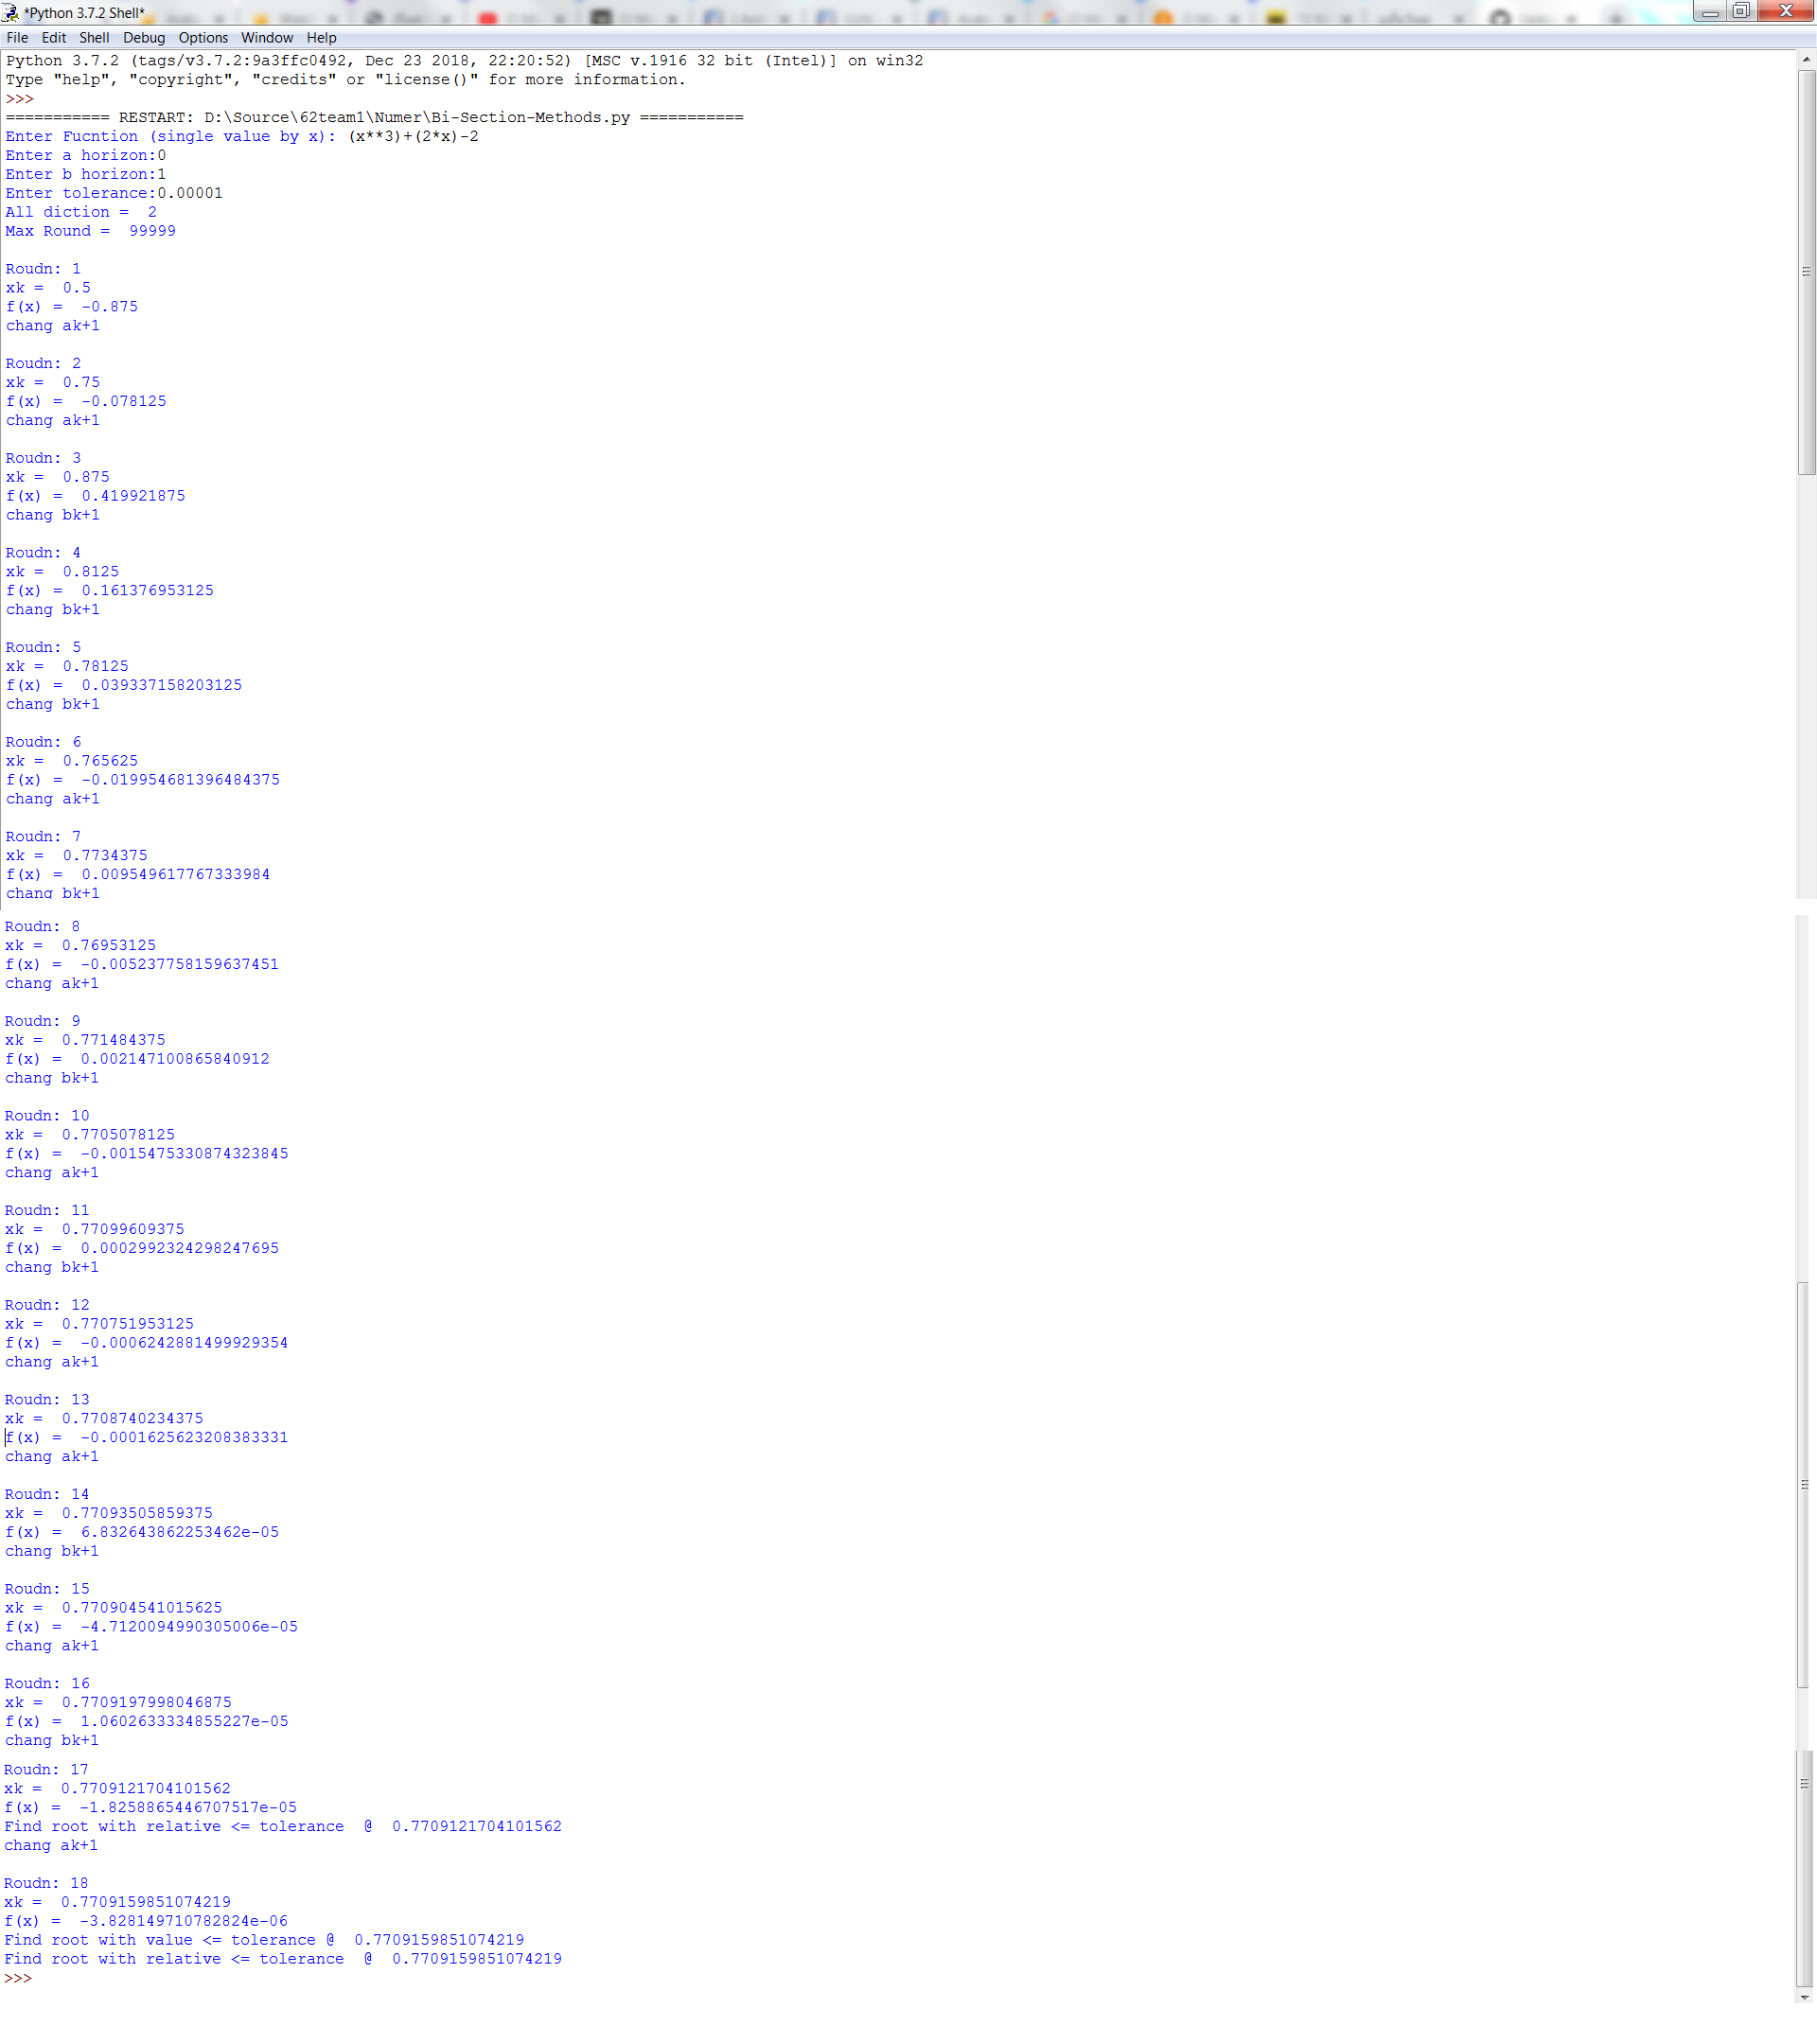 *Python 3.7.2 Shell*
File Edit Shell Debug Options Window Help
Python 3.7.2 (tags/v3.7.2:9a3ffc0492, Dec 23 2018, 22:20:52) [MSC v.1916 32 bit (Intel)] on win32
Type "help", "copyright", "credits" or "license()" for more information.
>>>
=========== RESTART: D:\Source\62team1\Numer\Bi-Section-Methods.py ===========
Enter Fucntion (single value by x): (x**3)+(2*x)-2
Enter a horizon:0
Enter b horizon:1
Enter tolerance:0.00001
All diction =  2
Max Round =  99999

Roudn: 1
xk =  0.5
f(x) =  -0.875
chang ak+1

Roudn: 2
xk =  0.75
f(x) =  -0.078125
chang ak+1

Roudn: 3
xk =  0.875
f(x) =  0.419921875
chang bk+1

Roudn: 4
xk =  0.8125
f(x) =  0.161376953125
chang bk+1

Roudn: 5
xk =  0.78125
f(x) =  0.039337158203125
chang bk+1

Roudn: 6
xk =  0.765625
f(x) =  -0.019954681396484375
chang ak+1

Roudn: 7
xk =  0.7734375
f(x) =  0.009549617767333984
chang bk+1

Roudn: 8
xk =  0.76953125
f(x) =  -0.005237758159637451
chang ak+1

Roudn: 9
xk =  0.771484375
f(x) =  0.002147100865840912
chang bk+1

Roudn: 10
xk =  0.7705078125
f(x) =  -0.0015475330874323845
chang ak+1

Roudn: 11
xk =  0.77099609375
f(x) =  0.0002992324298247695
chang bk+1

Roudn: 12
xk =  0.770751953125
f(x) =  -0.0006242881499929354
chang ak+1

Roudn: 13
xk =  0.7708740234375
f(x) =  -0.0001625623208383331
chang ak+1

Roudn: 14
xk =  0.77093505859375
f(x) =  6.832643862253462e-05
chang bk+1

Roudn: 15
xk =  0.770904541015625
f(x) =  -4.7120094990305006e-05
chang ak+1

Roudn: 16
xk =  0.7709197998046875
f(x) =  1.0602633334855227e-05
chang bk+1

Roudn: 17
xk =  0.7709121704101562
f(x) =  -1.8258865446707517e-05
Find root with relative <= tolerance  @  0.7709121704101562
chang ak+1

Roudn: 18
xk =  0.7709159851074219
f(x) =  -3.828149710782824e-06
Find root with value <= tolerance @  0.7709159851074219
Find root with relative <= tolerance  @  0.7709159851074219
>>>